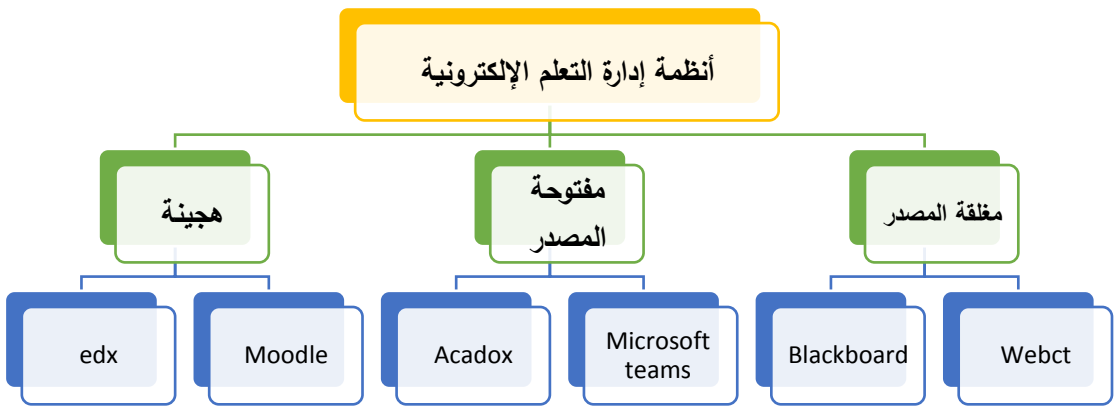 أنظمة إدارة التعلم الإلكترونية
مغلقة المصدر
مفتوحة
المصدر
هجينة
Webct
Blackboard
Microsoft
teams
Acadox
Moodle
edx